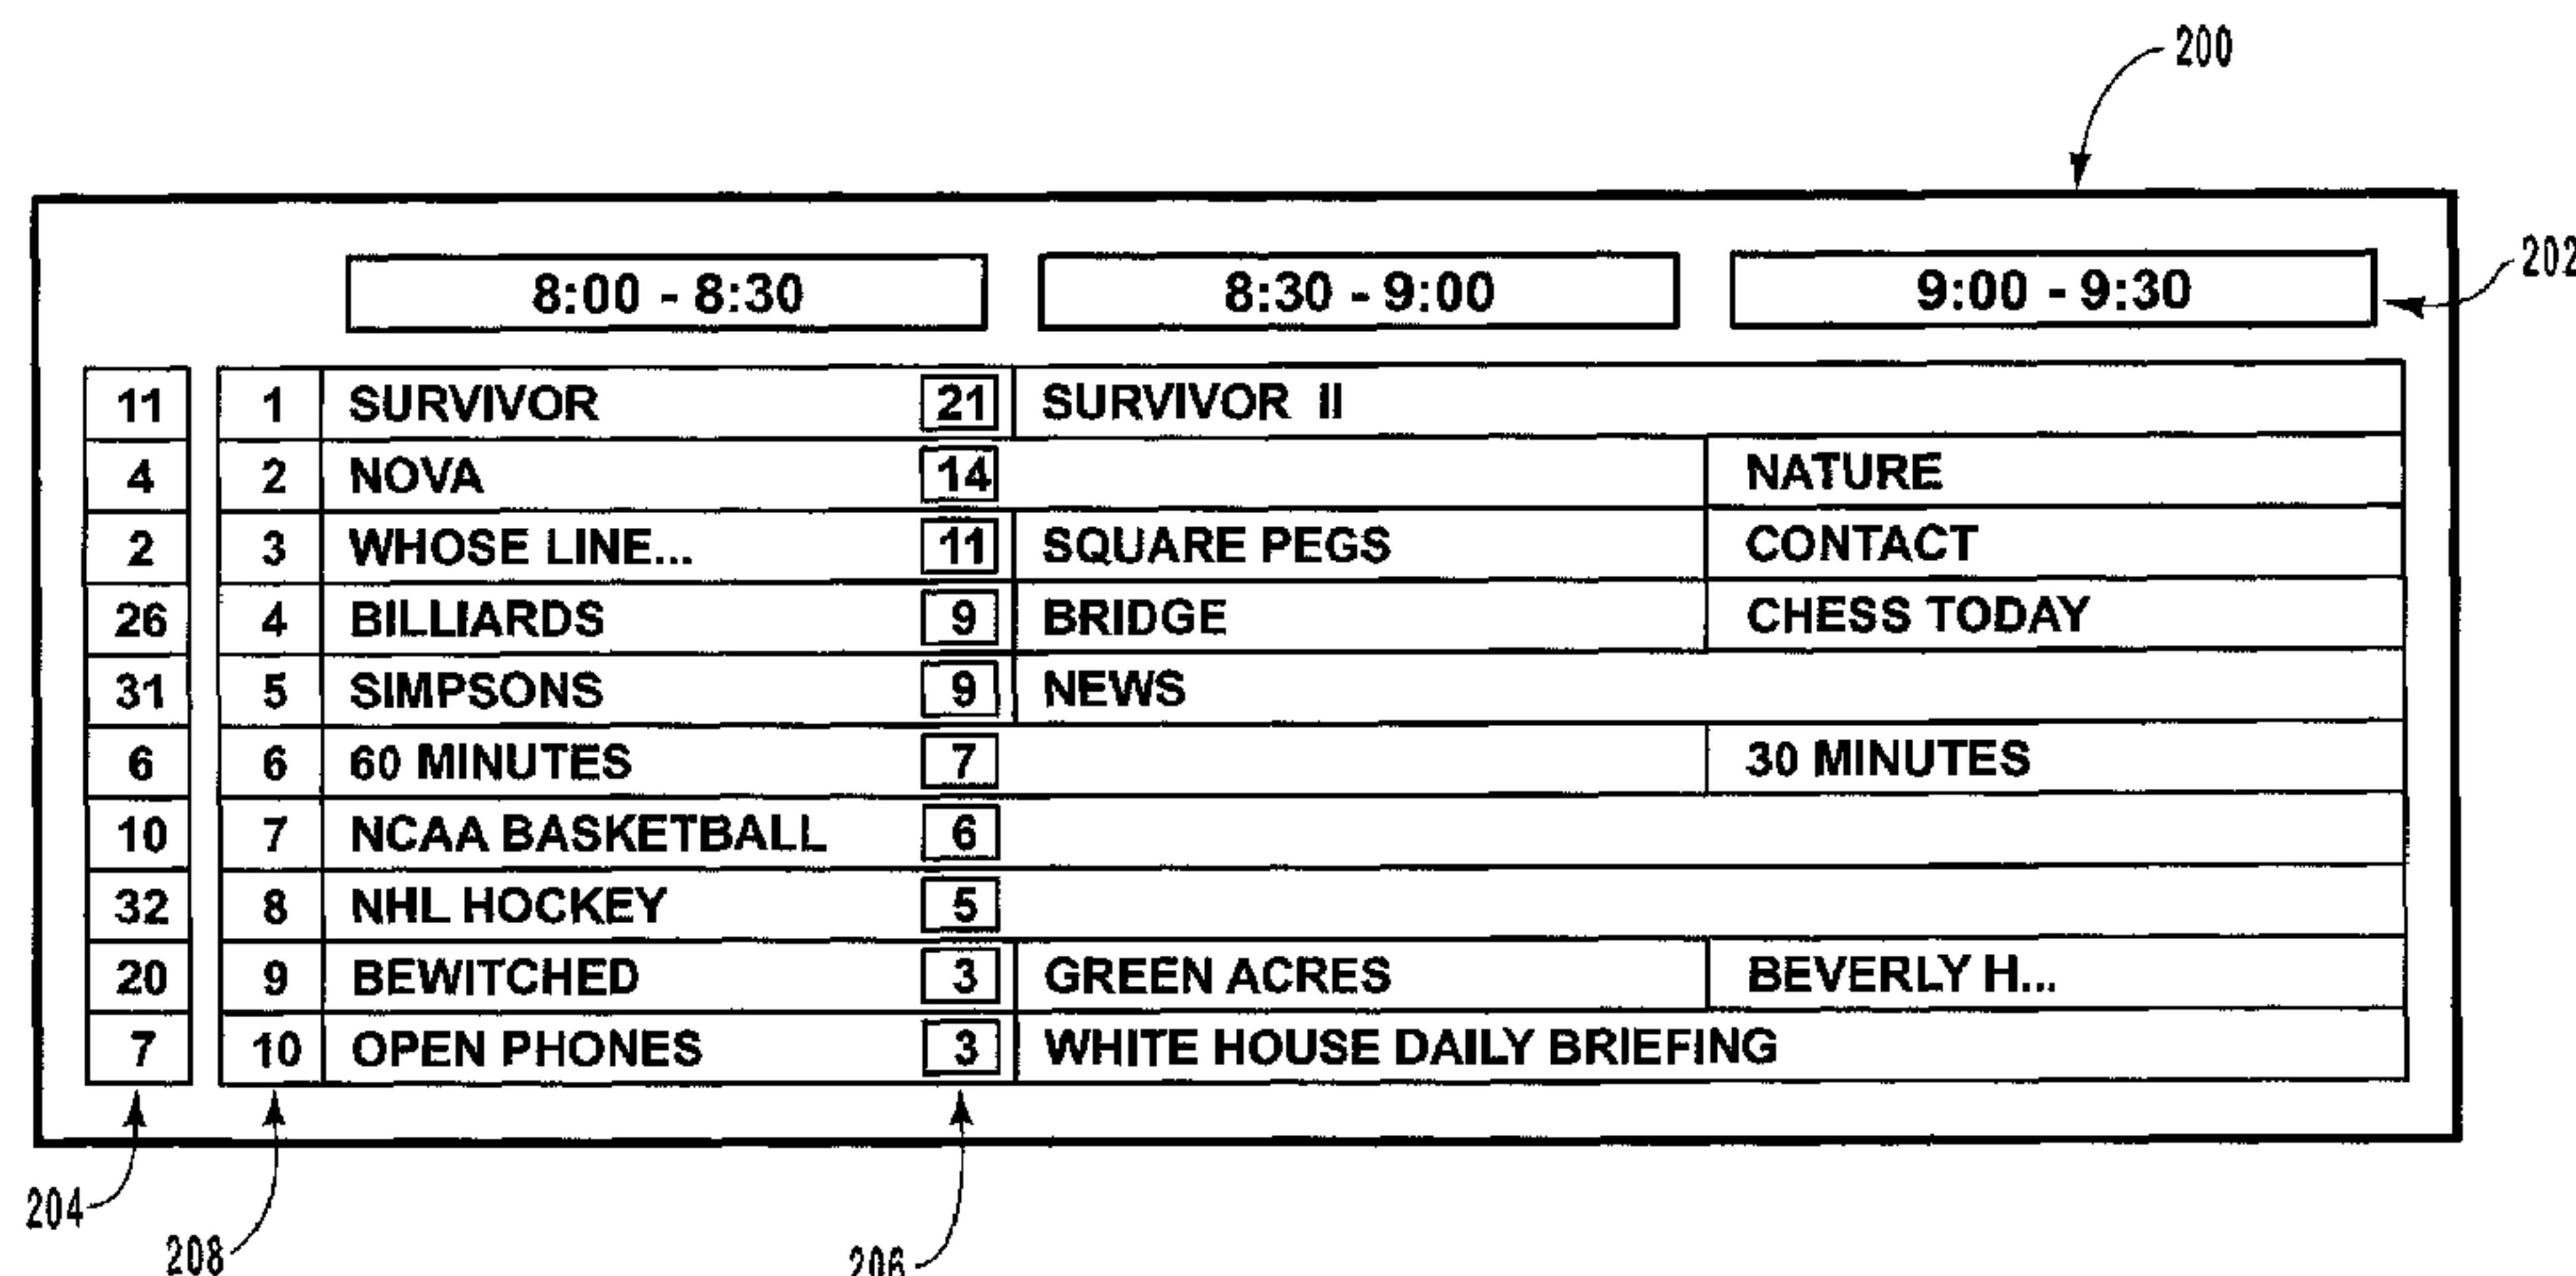 200
202
8:00 - 8:30 8:30 - 9:00 9:00 - 9:30
11 1 SURVIVOR 21 SURVIVOR II
4 2 NOVA 14 NATURE
2 3 WHOSE LINE... 11 SQUARE PEGS CONTACT
26 4 BILLIARDS 9 BRIDGE CHESS TODAY
31 5 SIMPSONS 9 NEWS
6 6 60 MINUTES 7 30 MINUTES
10 7 NCAA BASKETBALL 6
32 8 NHL HOCKEY 5
20 9 BEWITCHED 3 GREEN ACRES BEVERLY H...
7 10 OPEN PHONES 3 WHITE HOUSE DAILY BRIEFING
204
208 206